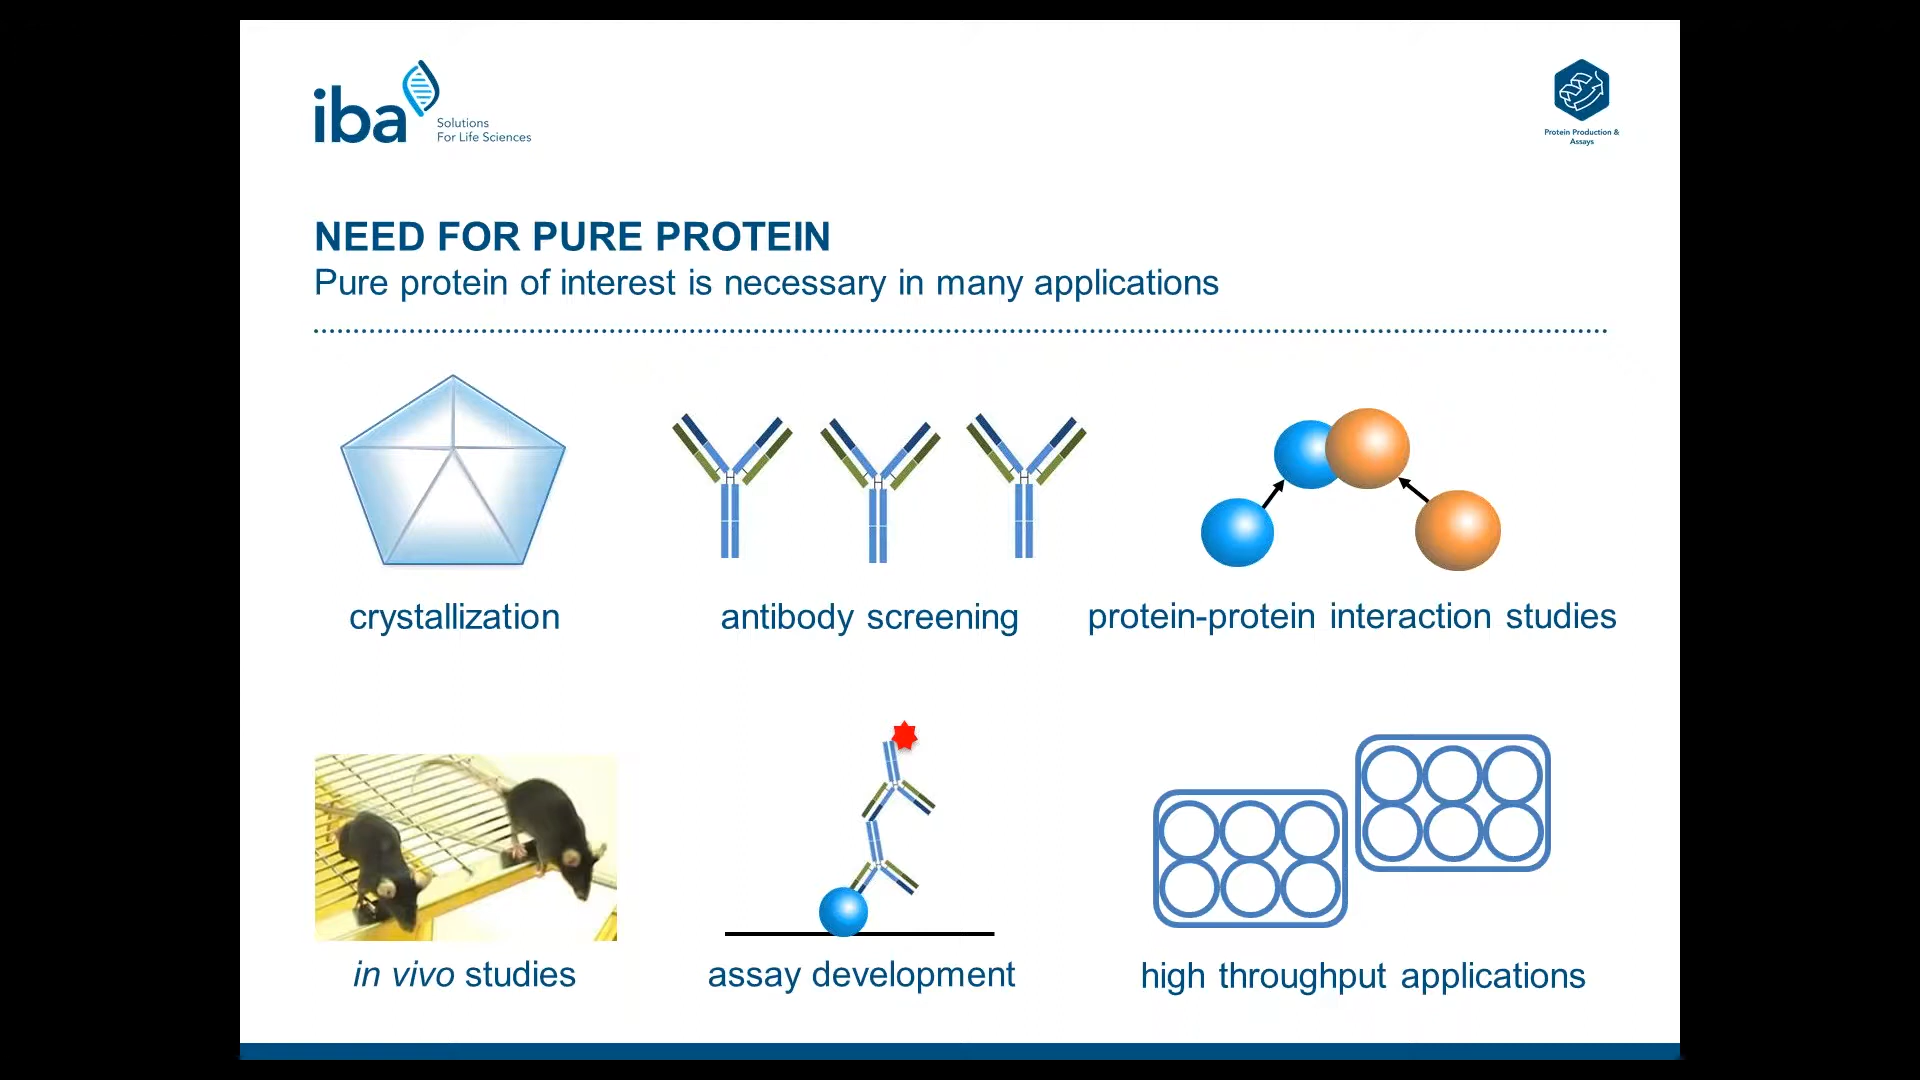 iba
Solutions
For Life Sciences
Protein Production &
Assays
NEED FOR PURE PROTEIN
Pure protein of interest is necessary in many applications
crystallization
antibody screening
protein-protein interaction studies
in vivo studies
assay development
high throughput applications